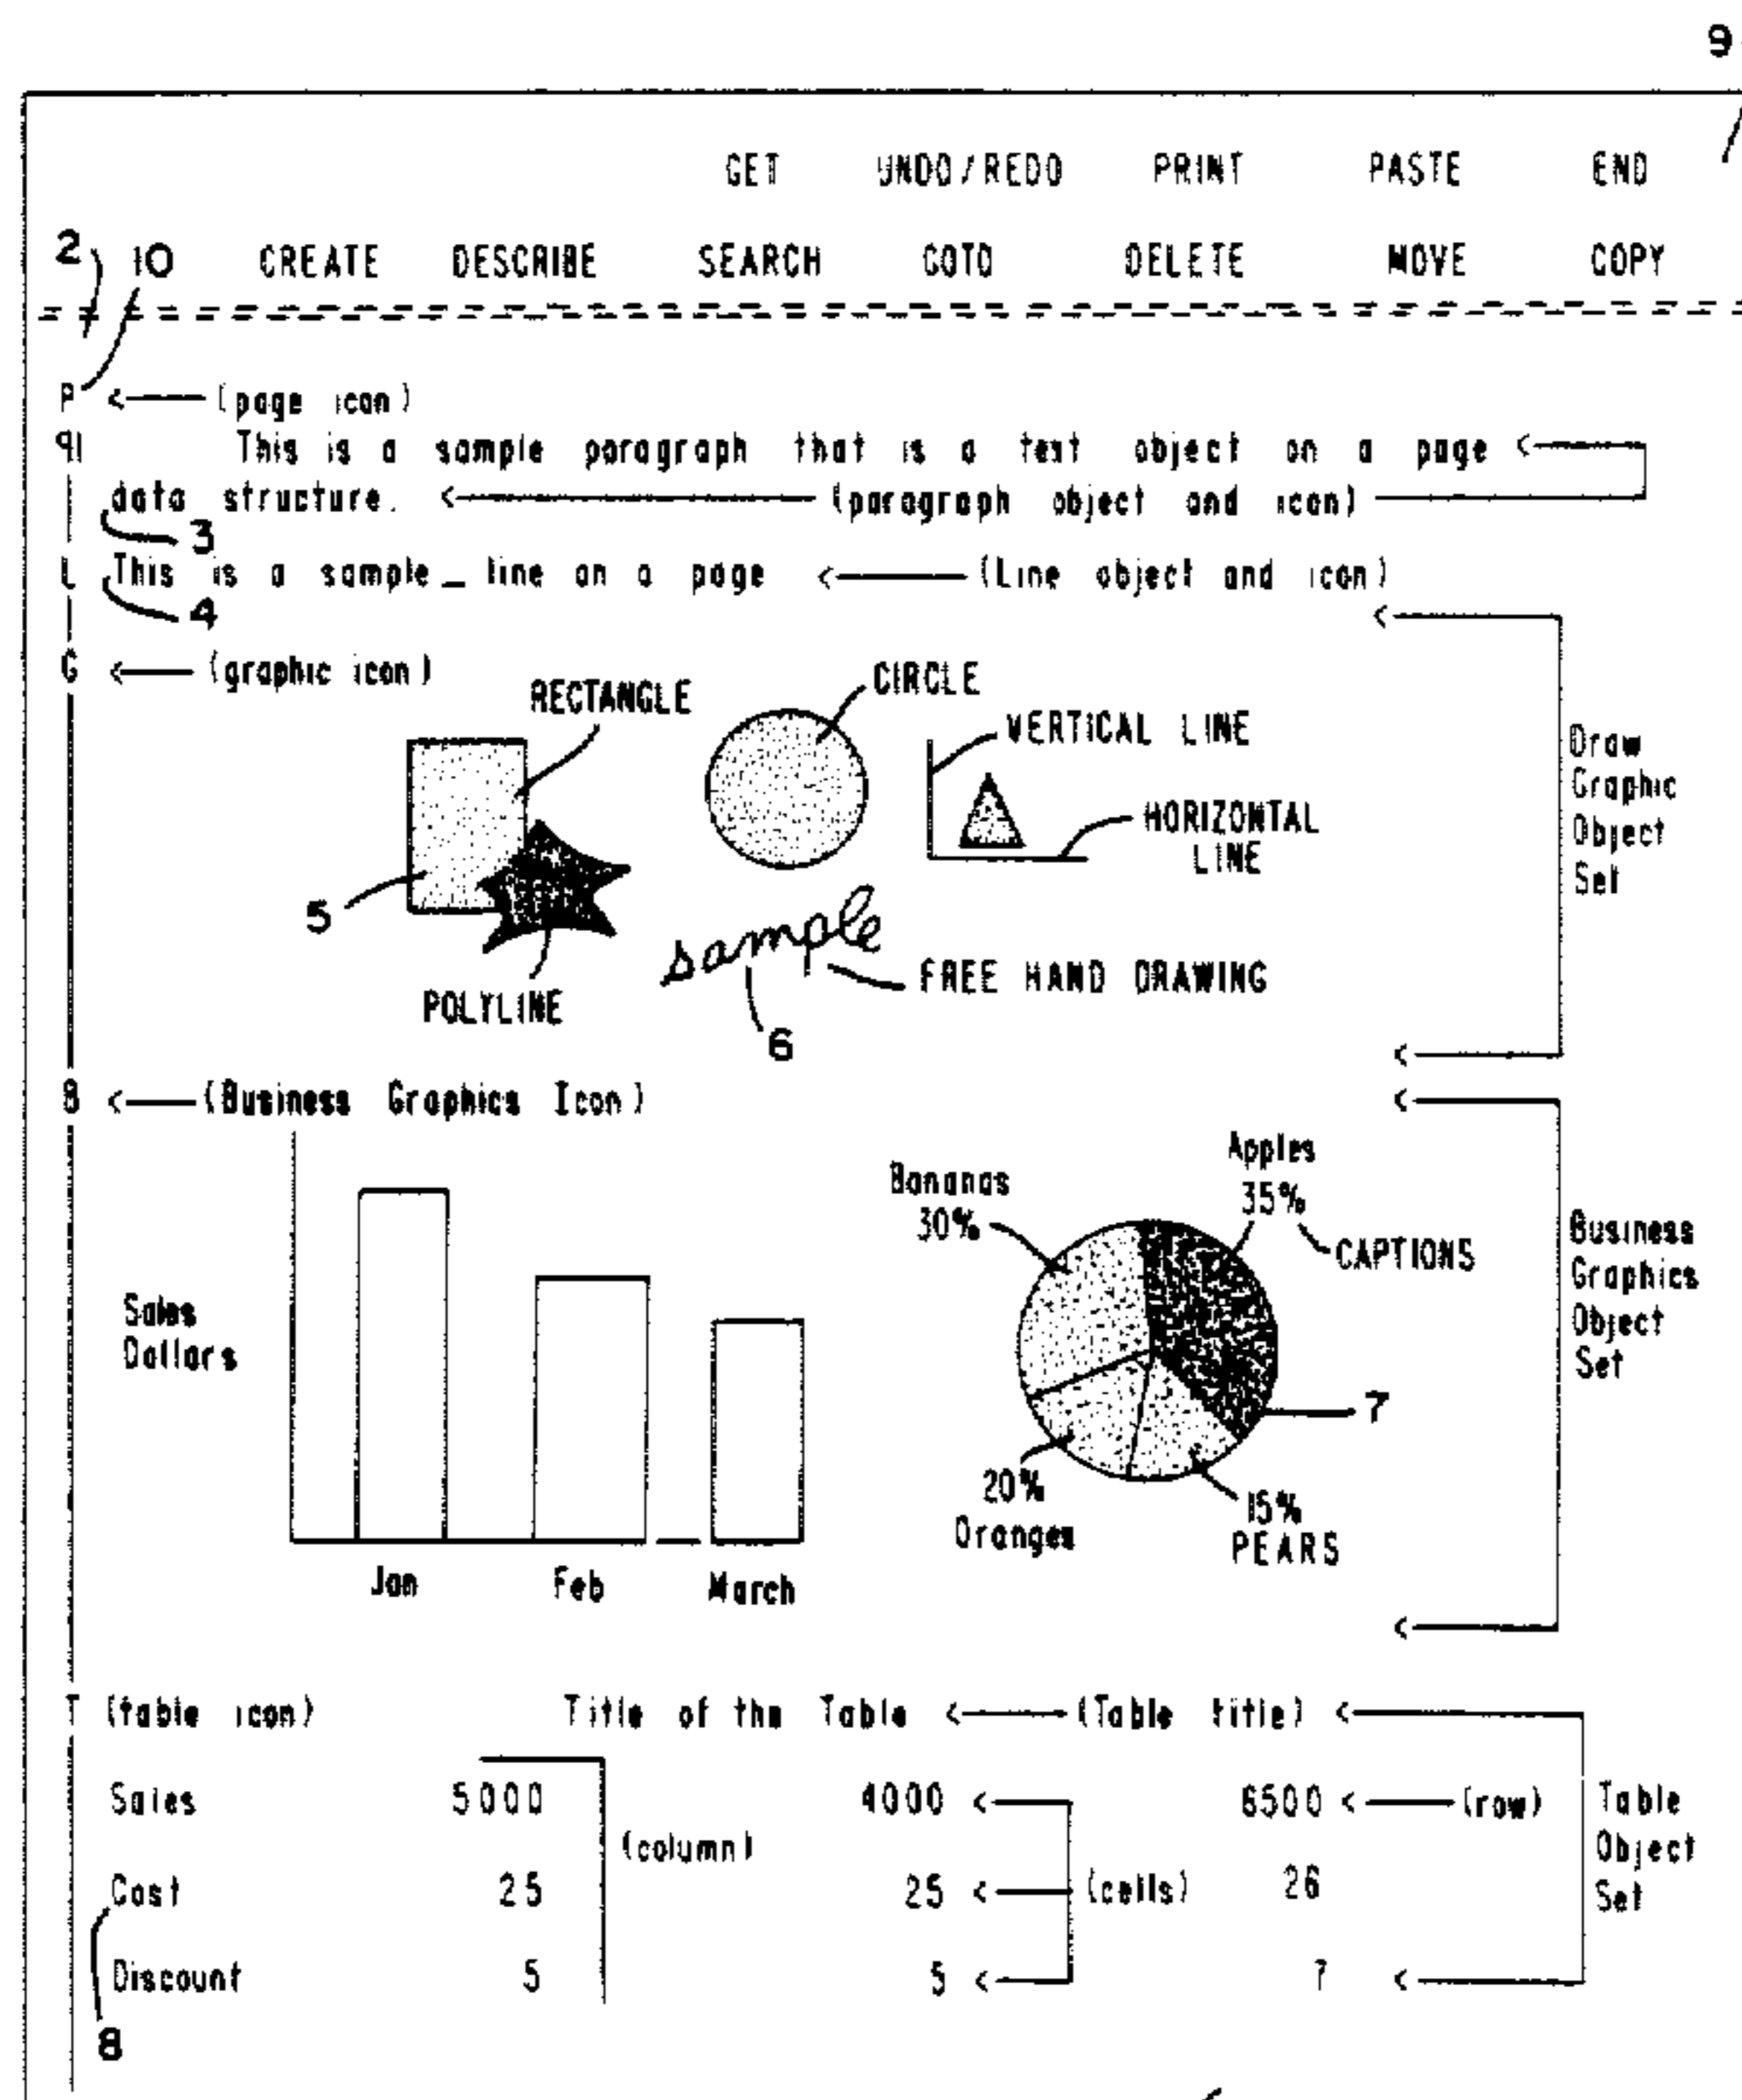 9
GET UNDO/REDO PRINT PASTE END
2 10 CREATE DESCRIBE SEARCH GOTO DELETE MOVE COPY
P <—— (page icon)
91 This is a sample paragraph that is a text object on a page <——
data structure. <—— (paragraph object and icon)
3
L This is a sample_ line on a page <—— (Line object and icon)
4
G <—— (graphic icon)
RECTANGLE
CIRCLE
VERTICAL LINE
HORIZONTAL
LINE
Draw
Graphic
Object
Set
5
sample
FREE HAND DRAWING
POLYLINE
6
B <—— (Business Graphics Icon)
Sales
Dollars
Jan Feb March
Bananas
30%
Apples
35%
CAPTIONS
7
20%
Oranges
15%
PEARS
Business
Graphics
Object
Set
T (table icon) Title of the Table <—— (Table title) <——
Sales 5000 4000 <—— 6500 <—— (row)
(column)
Cost 25 25 <—— (cells) 26
Discount 5 5 <—— <——
Table
Object
Set
8